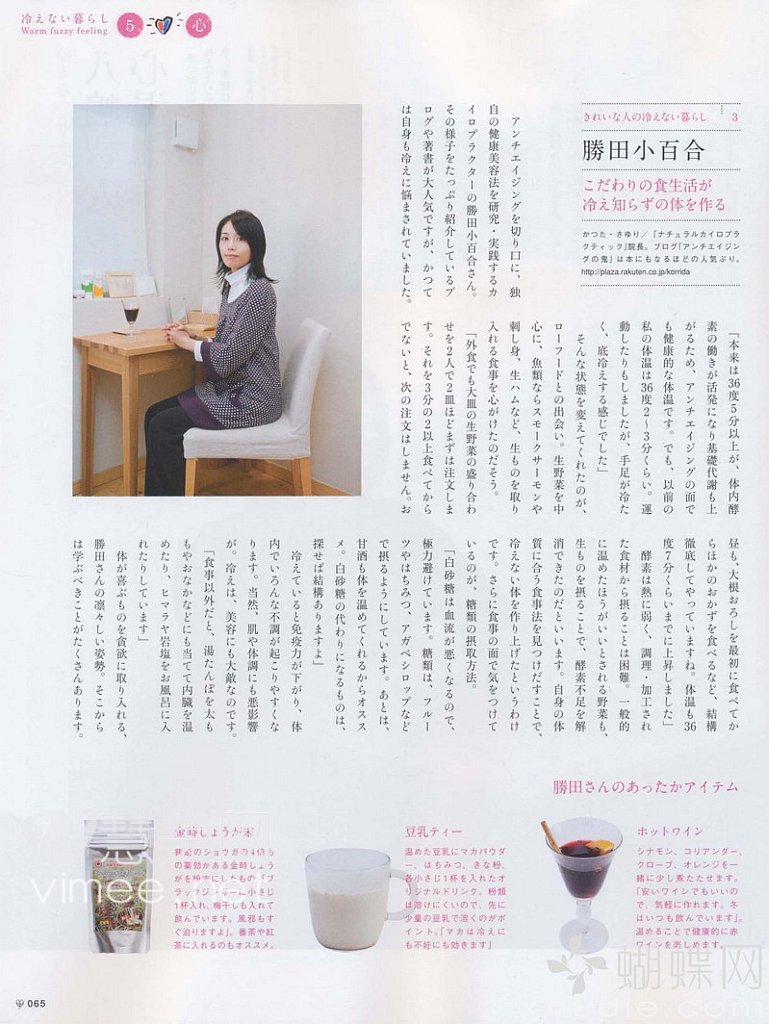 冷えない暮らし
Warm fuzzy feeling
5
心
きれいな人の冷えない暮らし 3
勝田小百合
こだわりの食生活が
冷え知らずの体を作る
かつた・さゆり／「ナチュラルカイロプラ
クティック」院長。ブログ「アンチエイジン
グの鬼」は本にもなるほどの人気ぶり。
http://plaza.rakuten.co.jp/korrida
アンチエイジングを切り口に、独
自の健康美容法を研究・実践するカ
イロプラクターの勝田小百合さん。
その様子をたっぷり紹介しているブ
ログや著書が大人気ですが、かつて
は自身も冷えに悩まされていました。
「本来は36度5分以上が、体内酵
素の働きが活発になり基礎代謝も上
がるため、アンチエイジングの面で
も健康的な体温です。でも、以前の
私の体温は36度2〜3分くらい。運
動したりもしましたが、手足が冷た
く、底冷えする感じでした」
そんな状態を変えてくれたのが、
ローフードとの出会い。生野菜を中
心に、魚類ならスモークサーモンや
刺し身、生ハムなど、生ものを取り
入れる食事を心がけたのだそう。
「外食でも大皿の生野菜の盛り合わ
せを2人で2皿ほどまずは注文しま
す。それを3分の2以上食べてから
でないと、次の注文はしません。お
昼も、大根おろしを最初に食べてか
らほかのおかずを食べるなど、結構
徹底してやっていますね。体温も36
度7分くらいまでに上昇しました」
酵素は熱に弱く、調理・加工され
た食材から摂ることは困難。一般的
に温めたほうがいいとされる野菜も、
生ものを摂ることで、酵素不足を解
消できたのだといいます。自身の体
質に合う食事法を見つけだすことで、
冷えない体を作り上げたというわけ
です。さらに食事の面で気をつけて
いるのが、糖類の摂取方法。
「白砂糖は血流が悪くなるので、
極力避けています。糖類は、フルー
ツやはちみつ、アガペシロップなど
で摂るようにしています。あとは、
甘酒も体を温めてくれるからオスス
メ。白砂糖の代わりになるものは、
探せば結構ありますよ」
冷えていると免疫力が下がり、体
内でいろんな不調が起こりやすくな
ります。当然、肌や体調にも悪影響
が。冷えは、美容にも大敵なのです。
「食事以外だと、湯たんぽを太も
もやおなかなどにも当てて内臓を温
めたり、ヒマラヤ岩塩をお風呂に入
れたりしています」
体が喜ぶものを貪欲に取り入れる、
勝田さんの凛々しい姿勢。そこから
は学ぶべきことがたくさんあります。
勝田さんのあったかアイテム
金時しょうが末
普通のショウガの4倍もの
の薬効がある金時しょう
がを粉末にしたもの。「ブ
ラックジンジャー小さじ
1杯入れ、梅干しも入れて
飲んでいます。風邪もす
ぐ治りますよ」。番茶や紅
茶に入れるのもオススメ。
豆乳ティー
温めた豆乳にマカパウダ
ー、はちみつ、きな粉、
各小さじ1杯を入れたオ
リジナルドリンク。粉類
は溶けにくいので、先に
少量の豆乳で溶くのがポ
イント。「マカは冷えに
も不妊にも効きます」
ホットワイン
シナモン、コリアンダー、
クローブ、オレンジを一
緒に少し煮たたせます。
「安いワインでもいいの
で、気軽に作れます。冬
はいつも飲んでいます」。
温めることで健康的に赤
ワインを楽しめます。
vimee.net
蝴蝶网
065